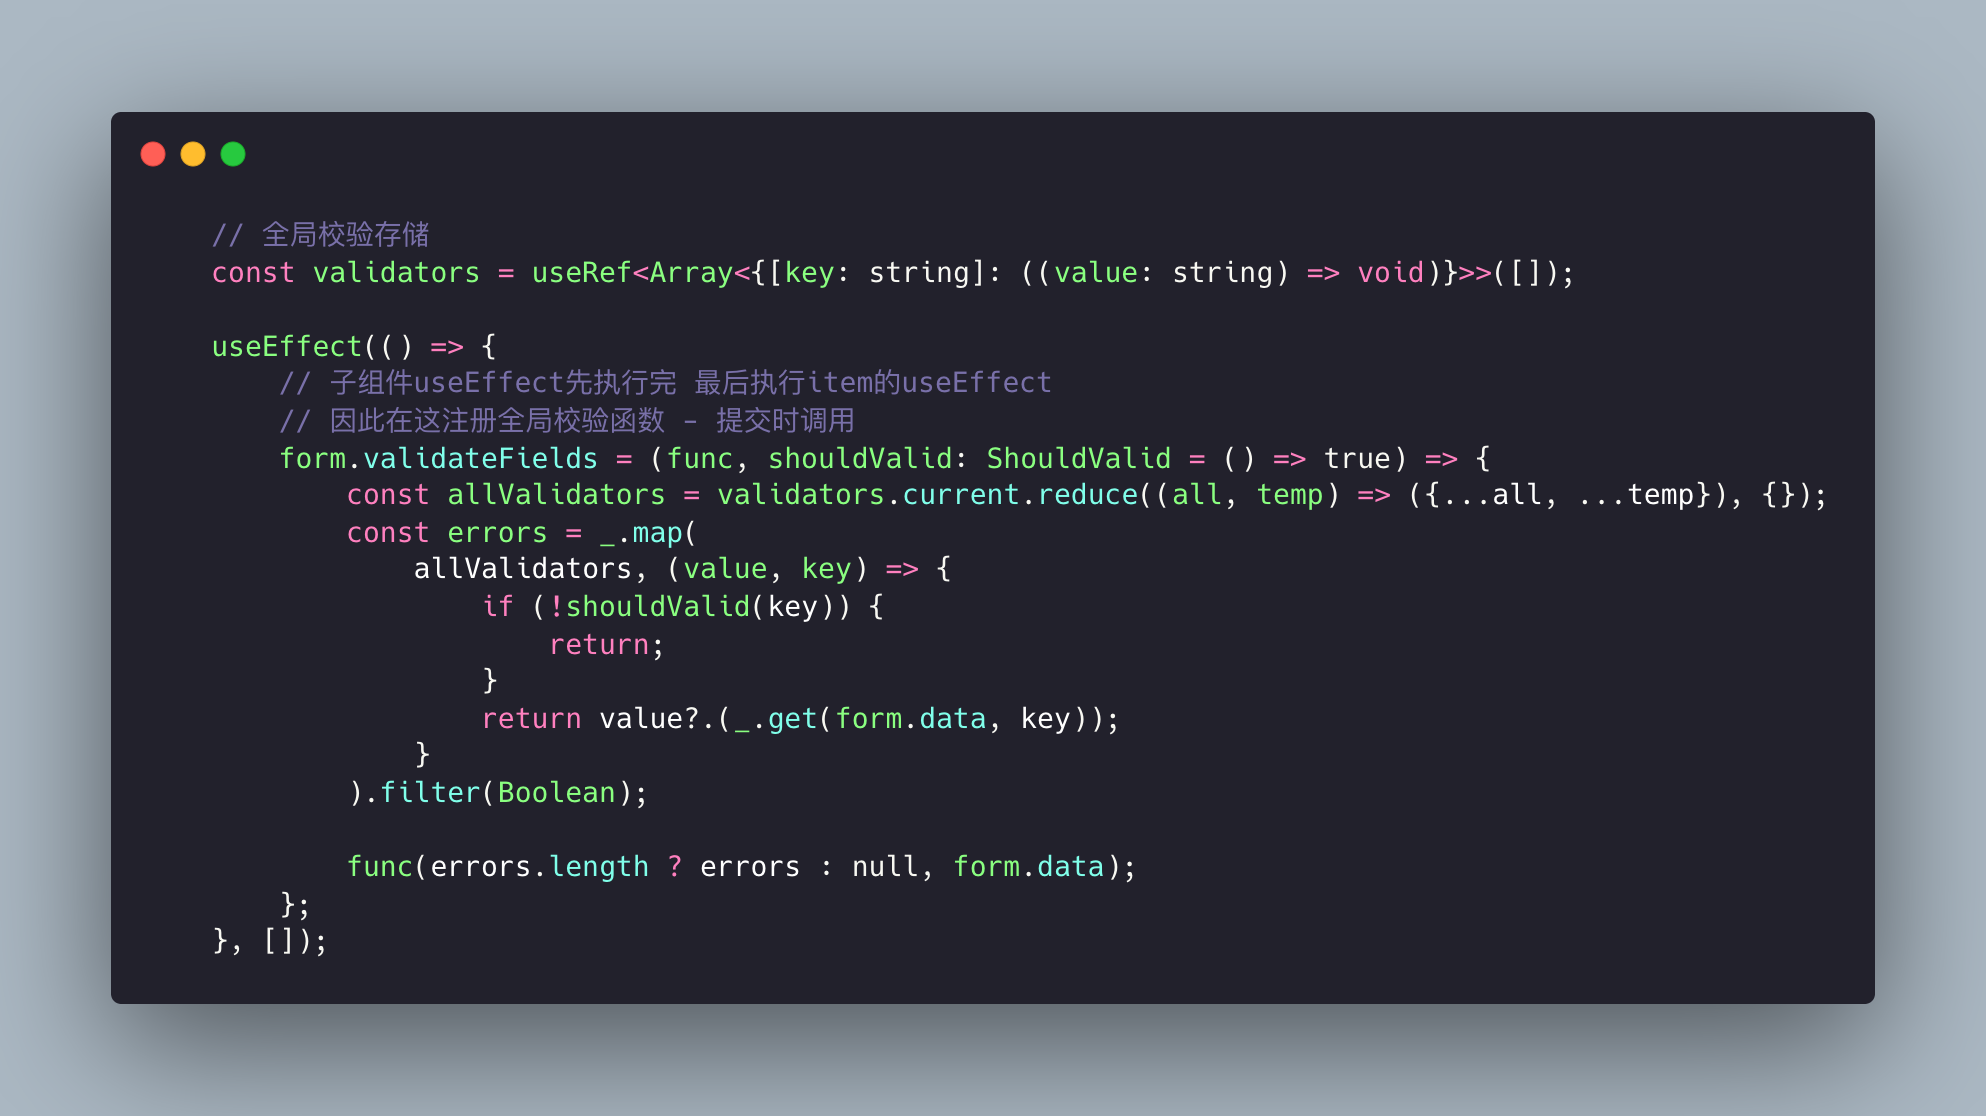 // 全局校验存储
const validators = useRef<Array<{[key: string]: ((value: string) => void)}>>([]);
useEffect(() => {
// 子组件useEffect先执行完 最后执行item的useEffect
// 因此在这注册全局校验函数 - 提交时调用
form.validateFields = (func, shouldValid: ShouldValid = () => true) => {
const allValidators = validators.current.reduce((all, temp) => ({...all, ...temp}), {});
const errors = _.map(
allValidators, (value, key) => {
if (!shouldValid(key)) {
return;
}
return value?.(_.get(form.data, key));
}
).filter(Boolean);
func(errors.length ? errors : null, form.data);
};
}, []);